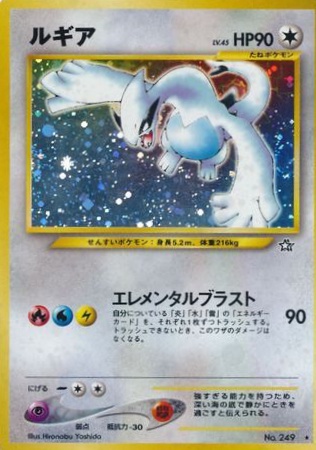 ルギア LV.45 HP90
たねポケモン
せんすいポケモン:身長5.2m、体重216kg
エレメンタルブラスト 90
自分についている「炎」「水」「雷」の「エネルギー
カード」を、それぞれ1枚ずつトラッシュする。
トラッシュできないとき、このワザのダメージは
なくなる。
にげる
弱点 抵抗力 -30
強すぎる能力を持つため、
深い海の底で静かにときを
過ごすと伝えられる。
Illus. Hironobu Yoshida
No. 249